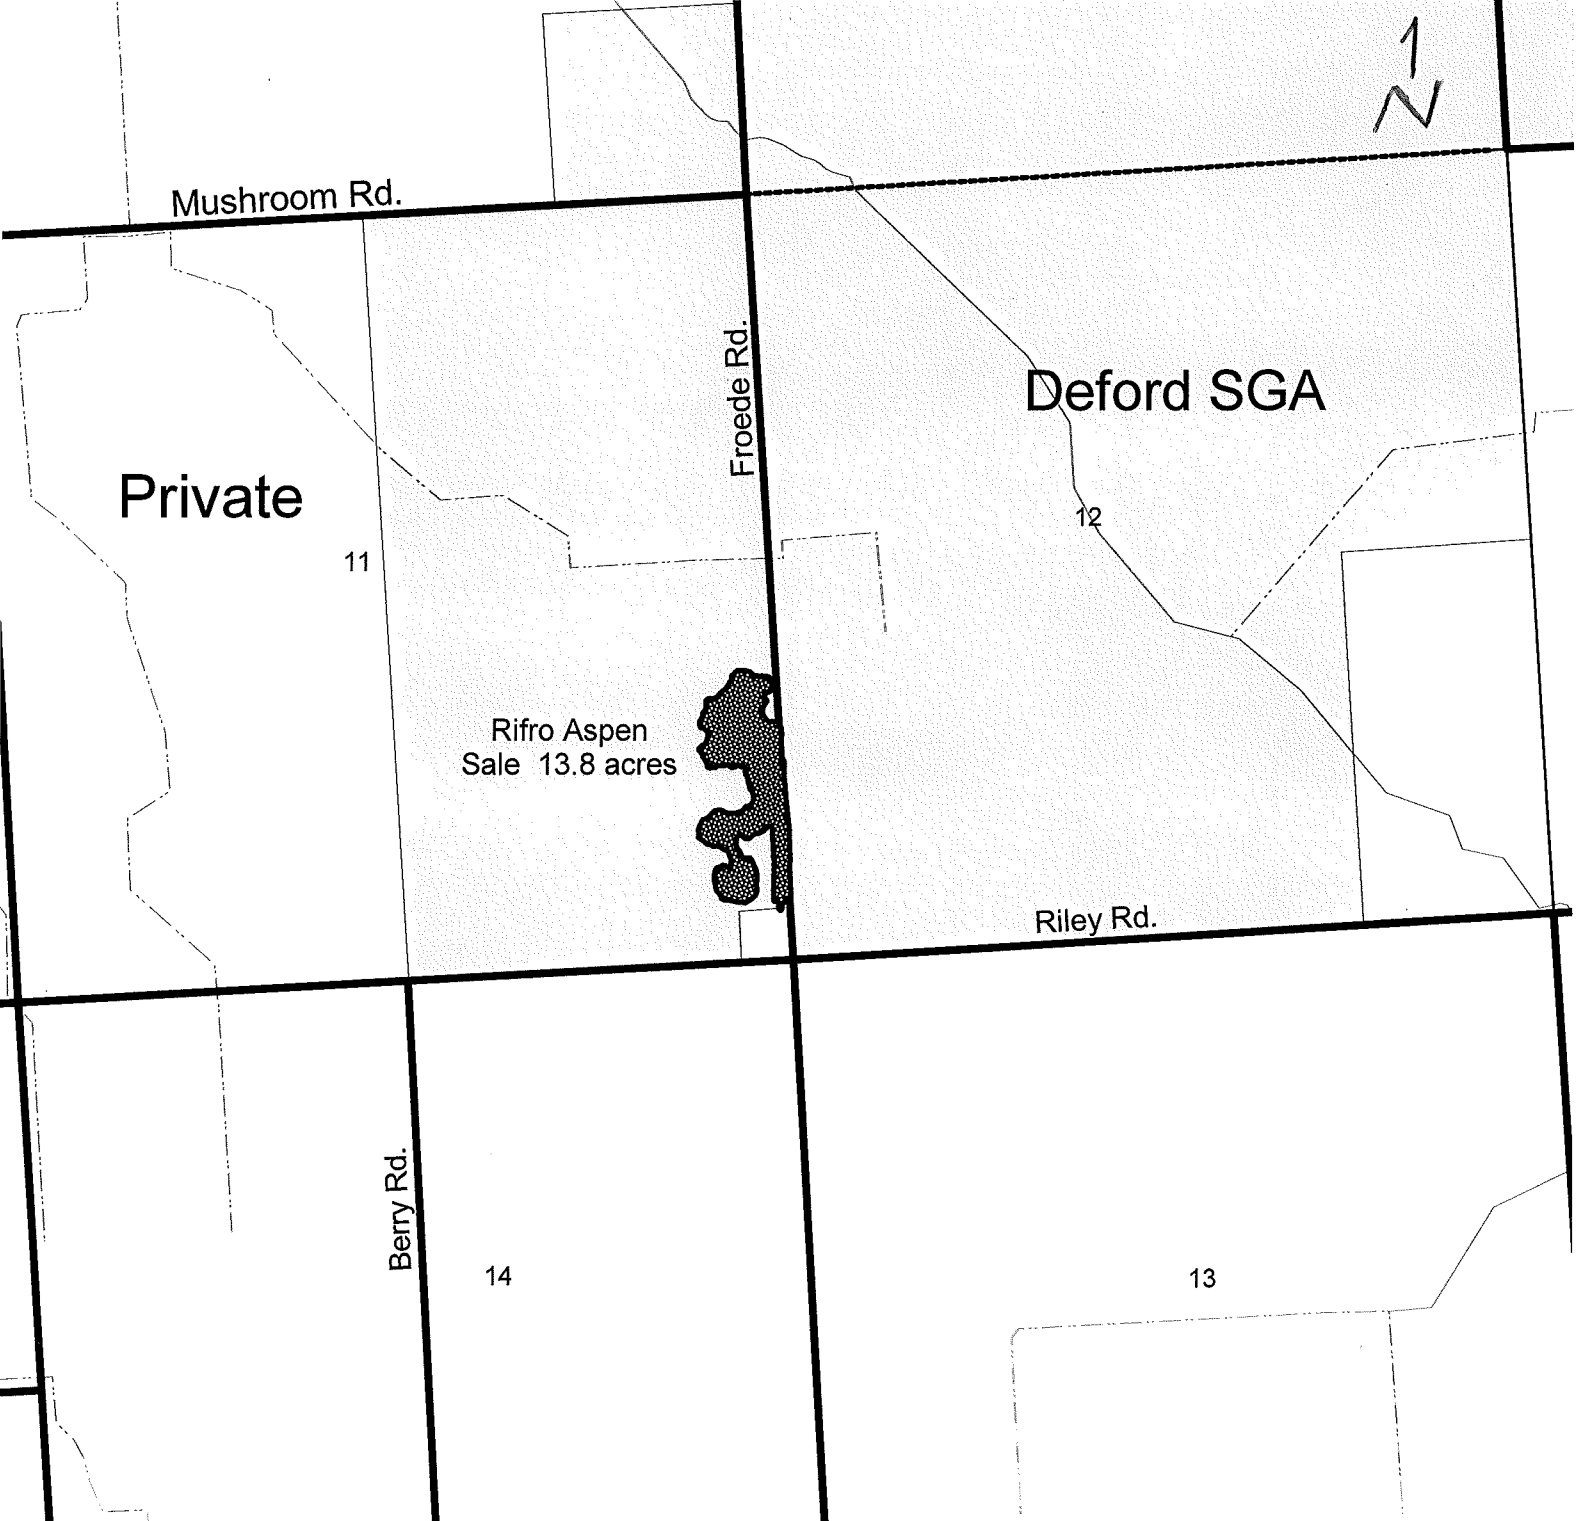 N
Mushroom Rd.
Froede Rd.
Deford SGA
Private
12
11
Rifro Aspen
Sale 13.8 acres
Riley Rd.
Berry Rd.
14
13